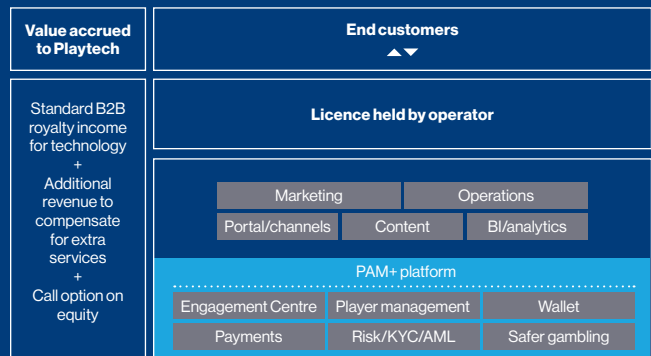 Value accrued
to Playtech
End customers
Standard B2B
royalty income
for technology
+
Additional
revenue to
compensate
for extra
services
+
Call option on
equity
Licence held by operator
Marketing
Operations
Portal/channels
Content
BI/analytics
PAM+ platform
Engagement Centre
Player management
Wallet
Payments
Risk/KYC/AML
Safer gambling